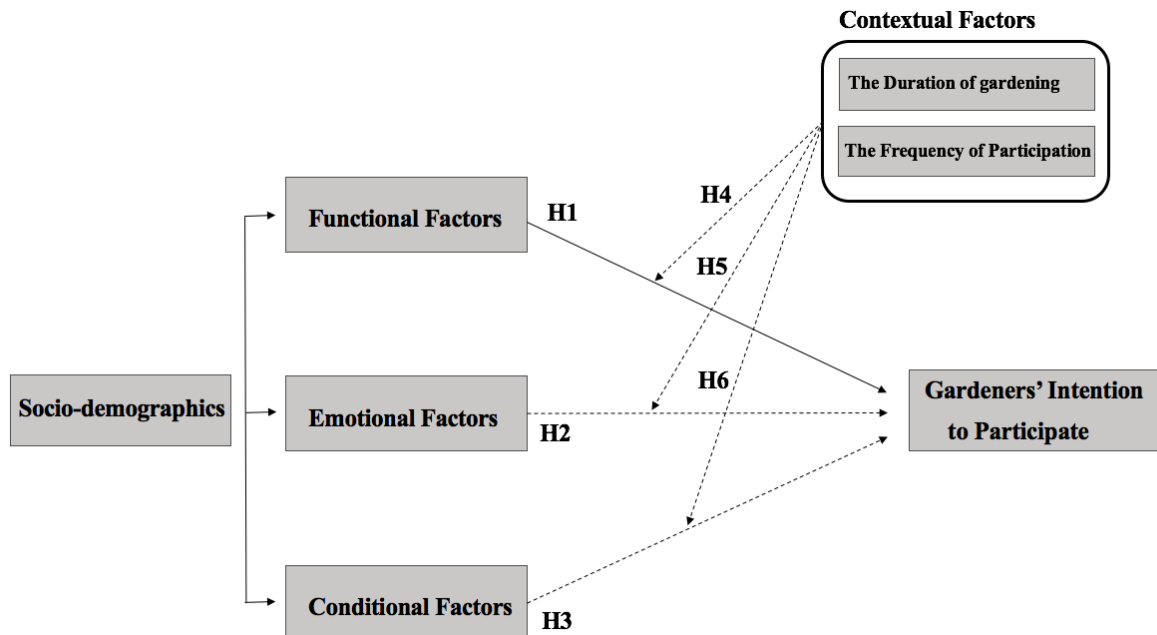 Contextual Factors
The Duration of gardening
The Frequency of Participation
H4
Functional Factors
H1
H5
H6
Socio-demographics
Emotional Factors
H2
Gardeners’ Intention
to Participate
Conditional Factors
H3